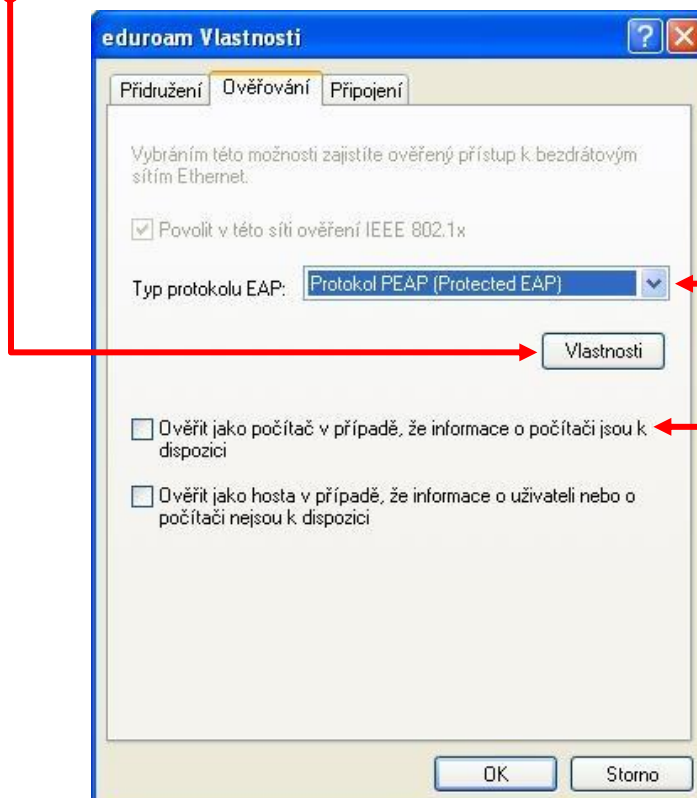 eduroam Vlastnosti
Přidružení Ověřování Připojení
Vybráním této možnosti zajistíte ověřený přístup k bezdrátovým
sítím Ethernet.
Povolit v této síti ověření IEEE 802.1x
Typ protokolu EAP: Protokol PEAP (Protected EAP)
Vlastnosti
Ověřit jako počítač v případě, že informace o počítači jsou k
dispozici
Ověřit jako hosta v případě, že informace o uživateli nebo o
počítači nejsou k dispozici
OK Storno